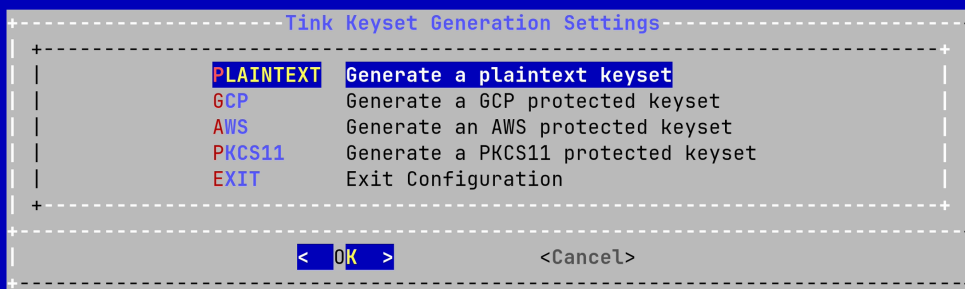 Tink Keyset Generation Settings
PLAINTEXT Generate a plaintext keyset
GCP Generate a GCP protected keyset
AWS Generate an AWS protected keyset
PKCS11 Generate a PKCS11 protected keyset
EXIT Exit Configuration
< OK > <Cancel>